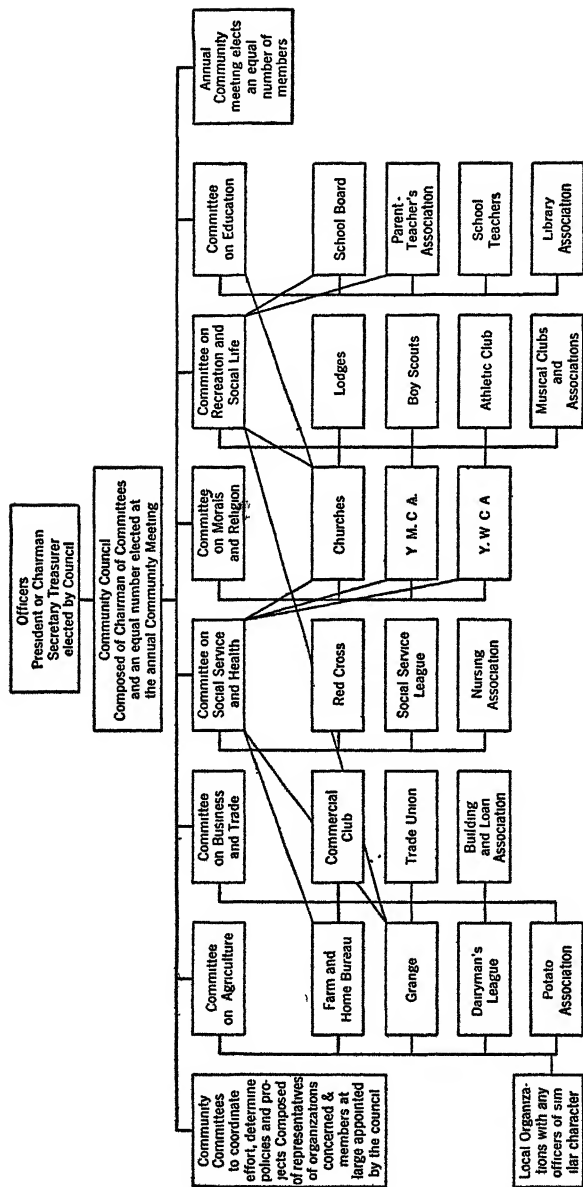 Officers
President or Chairman
Secretary Treasurer
elected by Council
Community Council
Composed of Chairman of Committees
and an equal number elected at
the annual Community Meeting
Community
Committees
to coordinate
effort, determine
policies and pro-
jects Composed
of representatives
of organizations
concerned &
members at
large appointed
by the council
Committee
on Agriculture
Committee
on Business
and Trade
Committee on
Social Service
and Health
Committee
on Morals
and Religion
Committee on
Recreation and
Social Life
Committee
on Education
Annual
Community
meeting elects
an equal
number of
members
Farm and
Home Bureau
Commercial
Club
Red Cross
Churches
Lodges
School Board
Grange
Trade Union
Social Service
League
Y M. C A.
Boy Scouts
Parent-
Teacher's
Association
Dairyman's
League
Building
and Loan
Association
Nursing
Association
Y. W C A
Athletic Club
School
Teachers
Local Organiza-
tions with any
officers of simi
lar character
Potato
Association
Musical Clubs
and
Associations
Library
Association